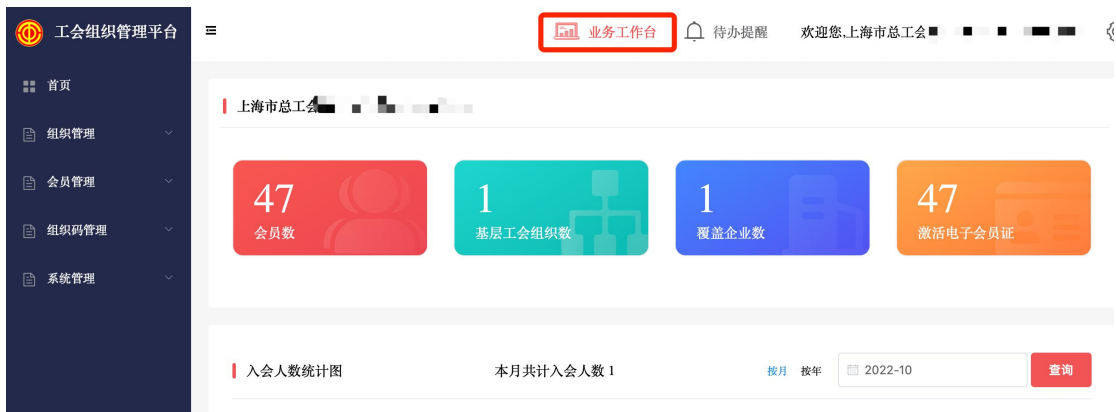 工会组织管理平台
业务工作台
待办提醒
欢迎您,上海市总工会
首页
组织管理
会员管理
组织码管理
系统管理
上海市总工会
47
会员数
1
基层工会组织数
1
覆盖企业数
47
激活电子会员证
入会人数统计图
本月共计入会人数 1
按月 按年
2022-10
查询